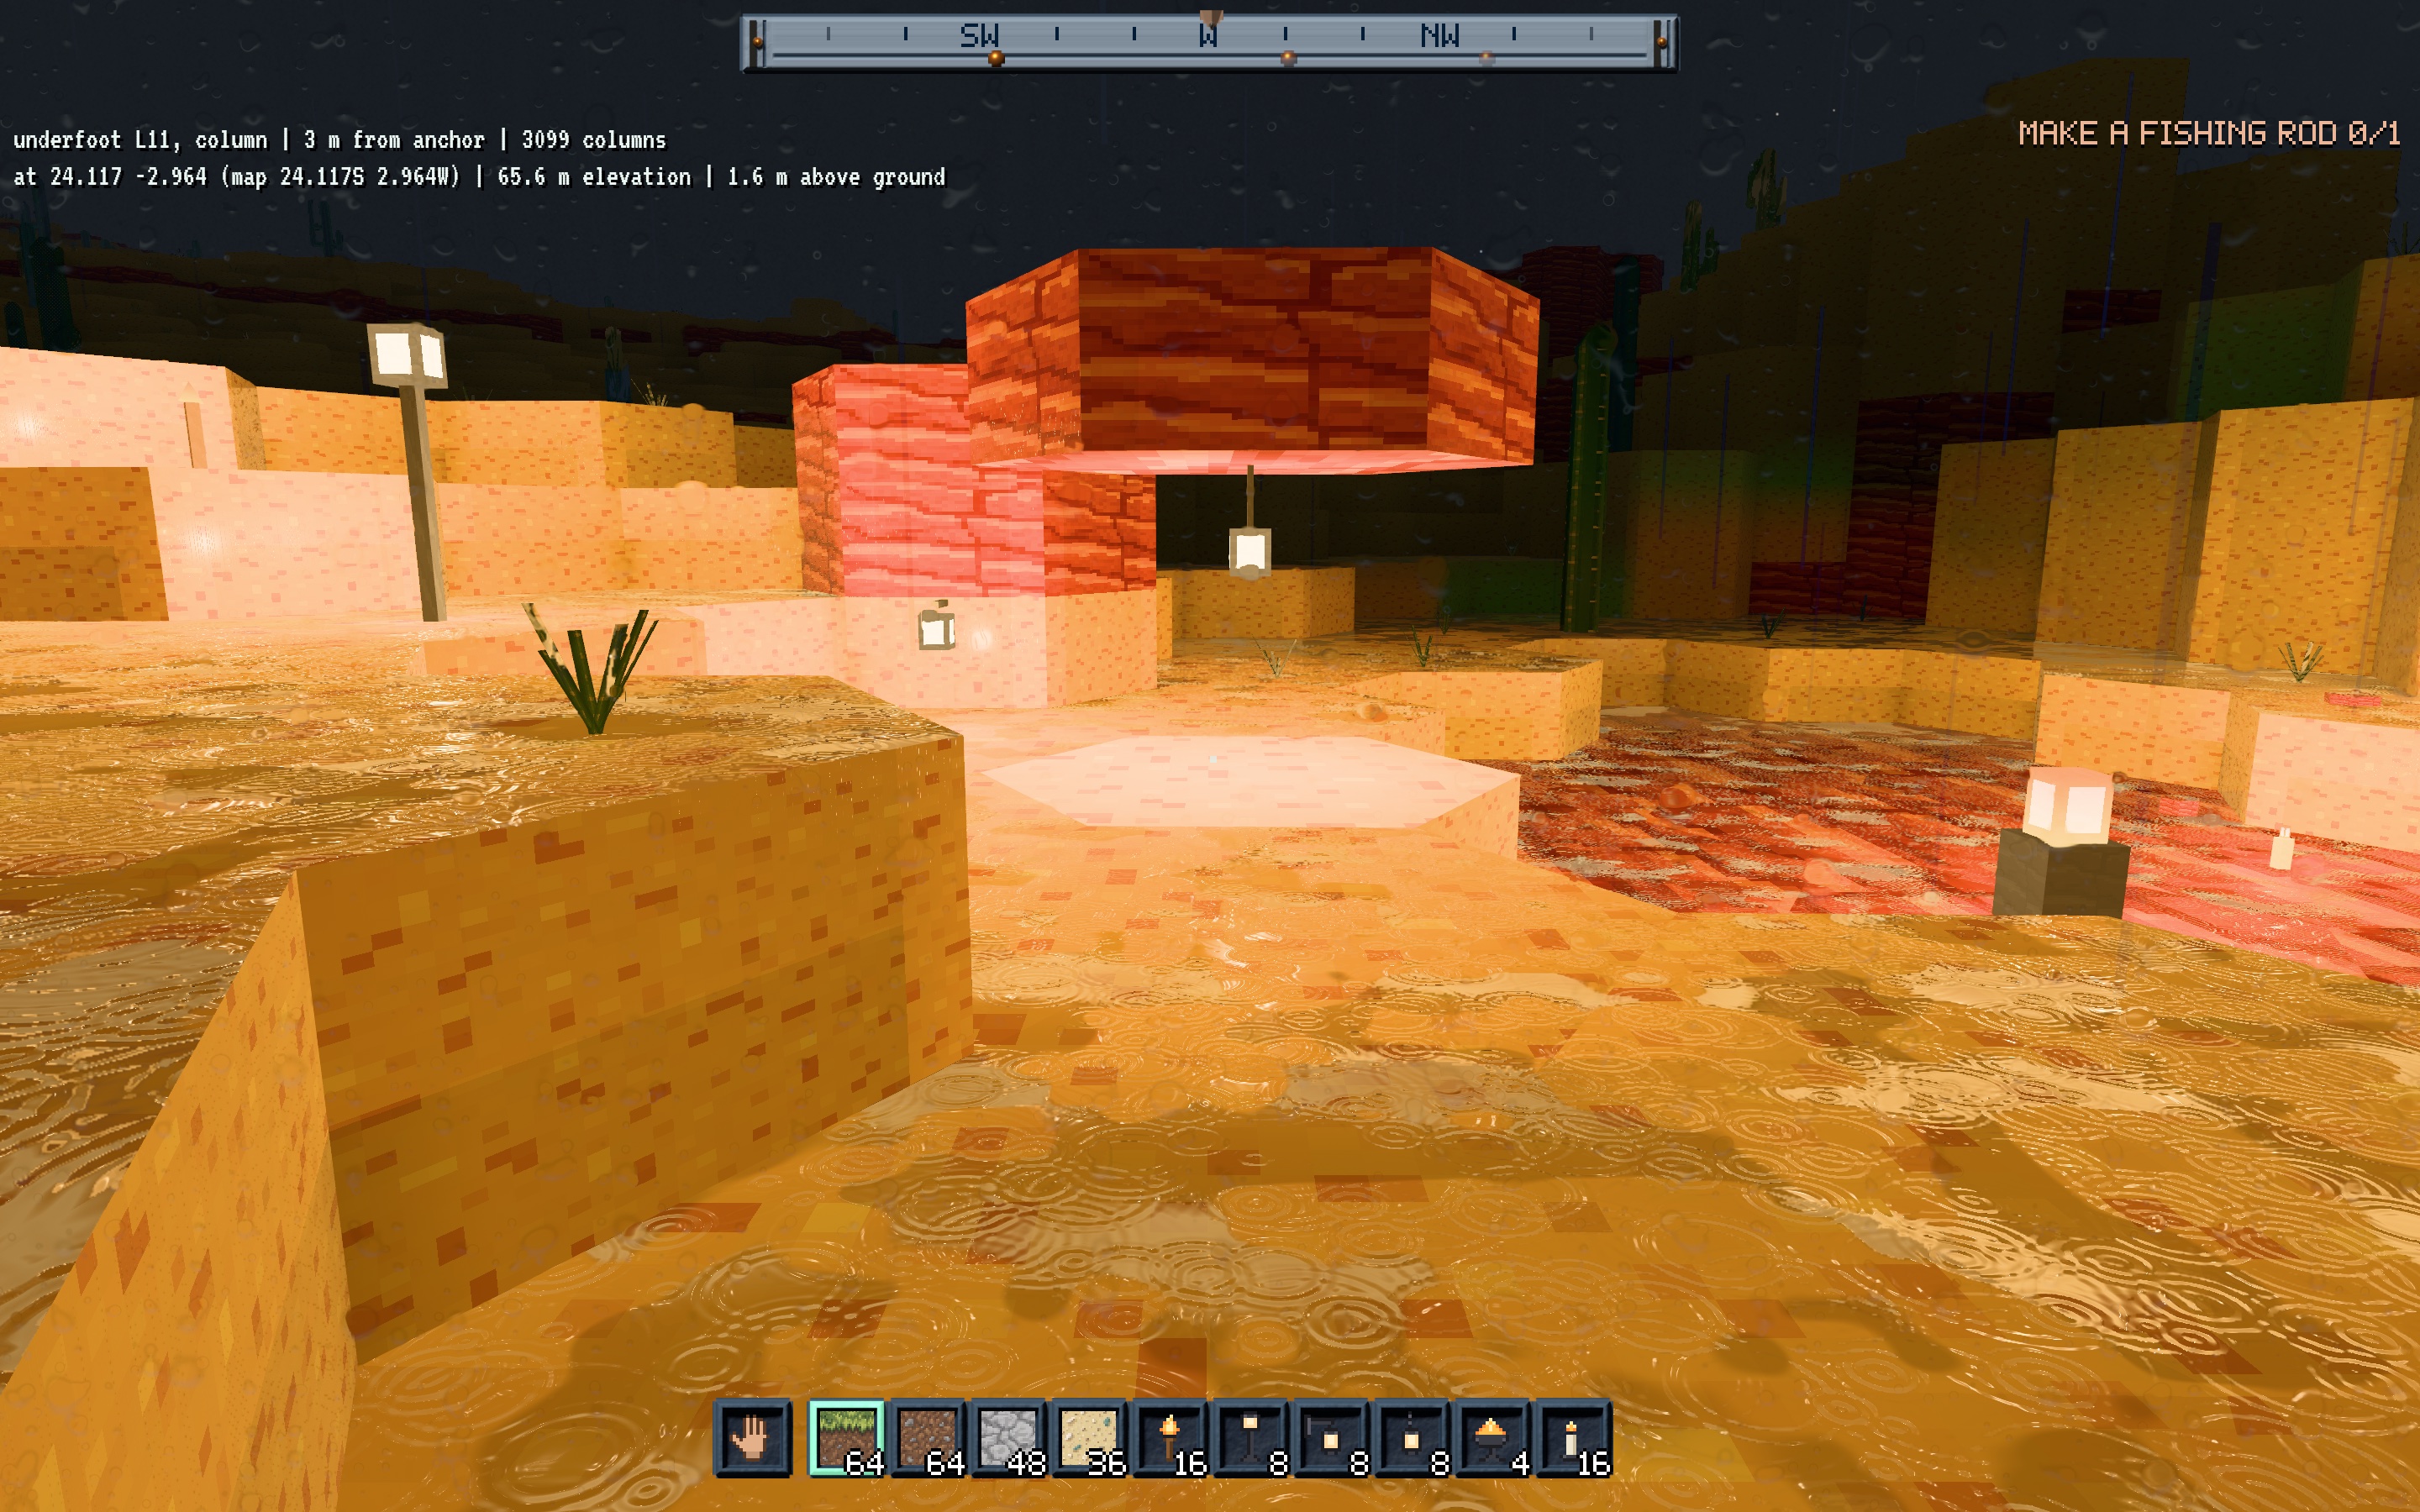 SW W NW
underfoot L11, column | 3 m from anchor | 3099 columns
at 24.117 -2.964 (map 24.117S 2.964W) | 65.6 m elevation | 1.6 m above ground
MAKE A FISHING ROD 0/1
64 64 48 36 16 8 8 8 4 16